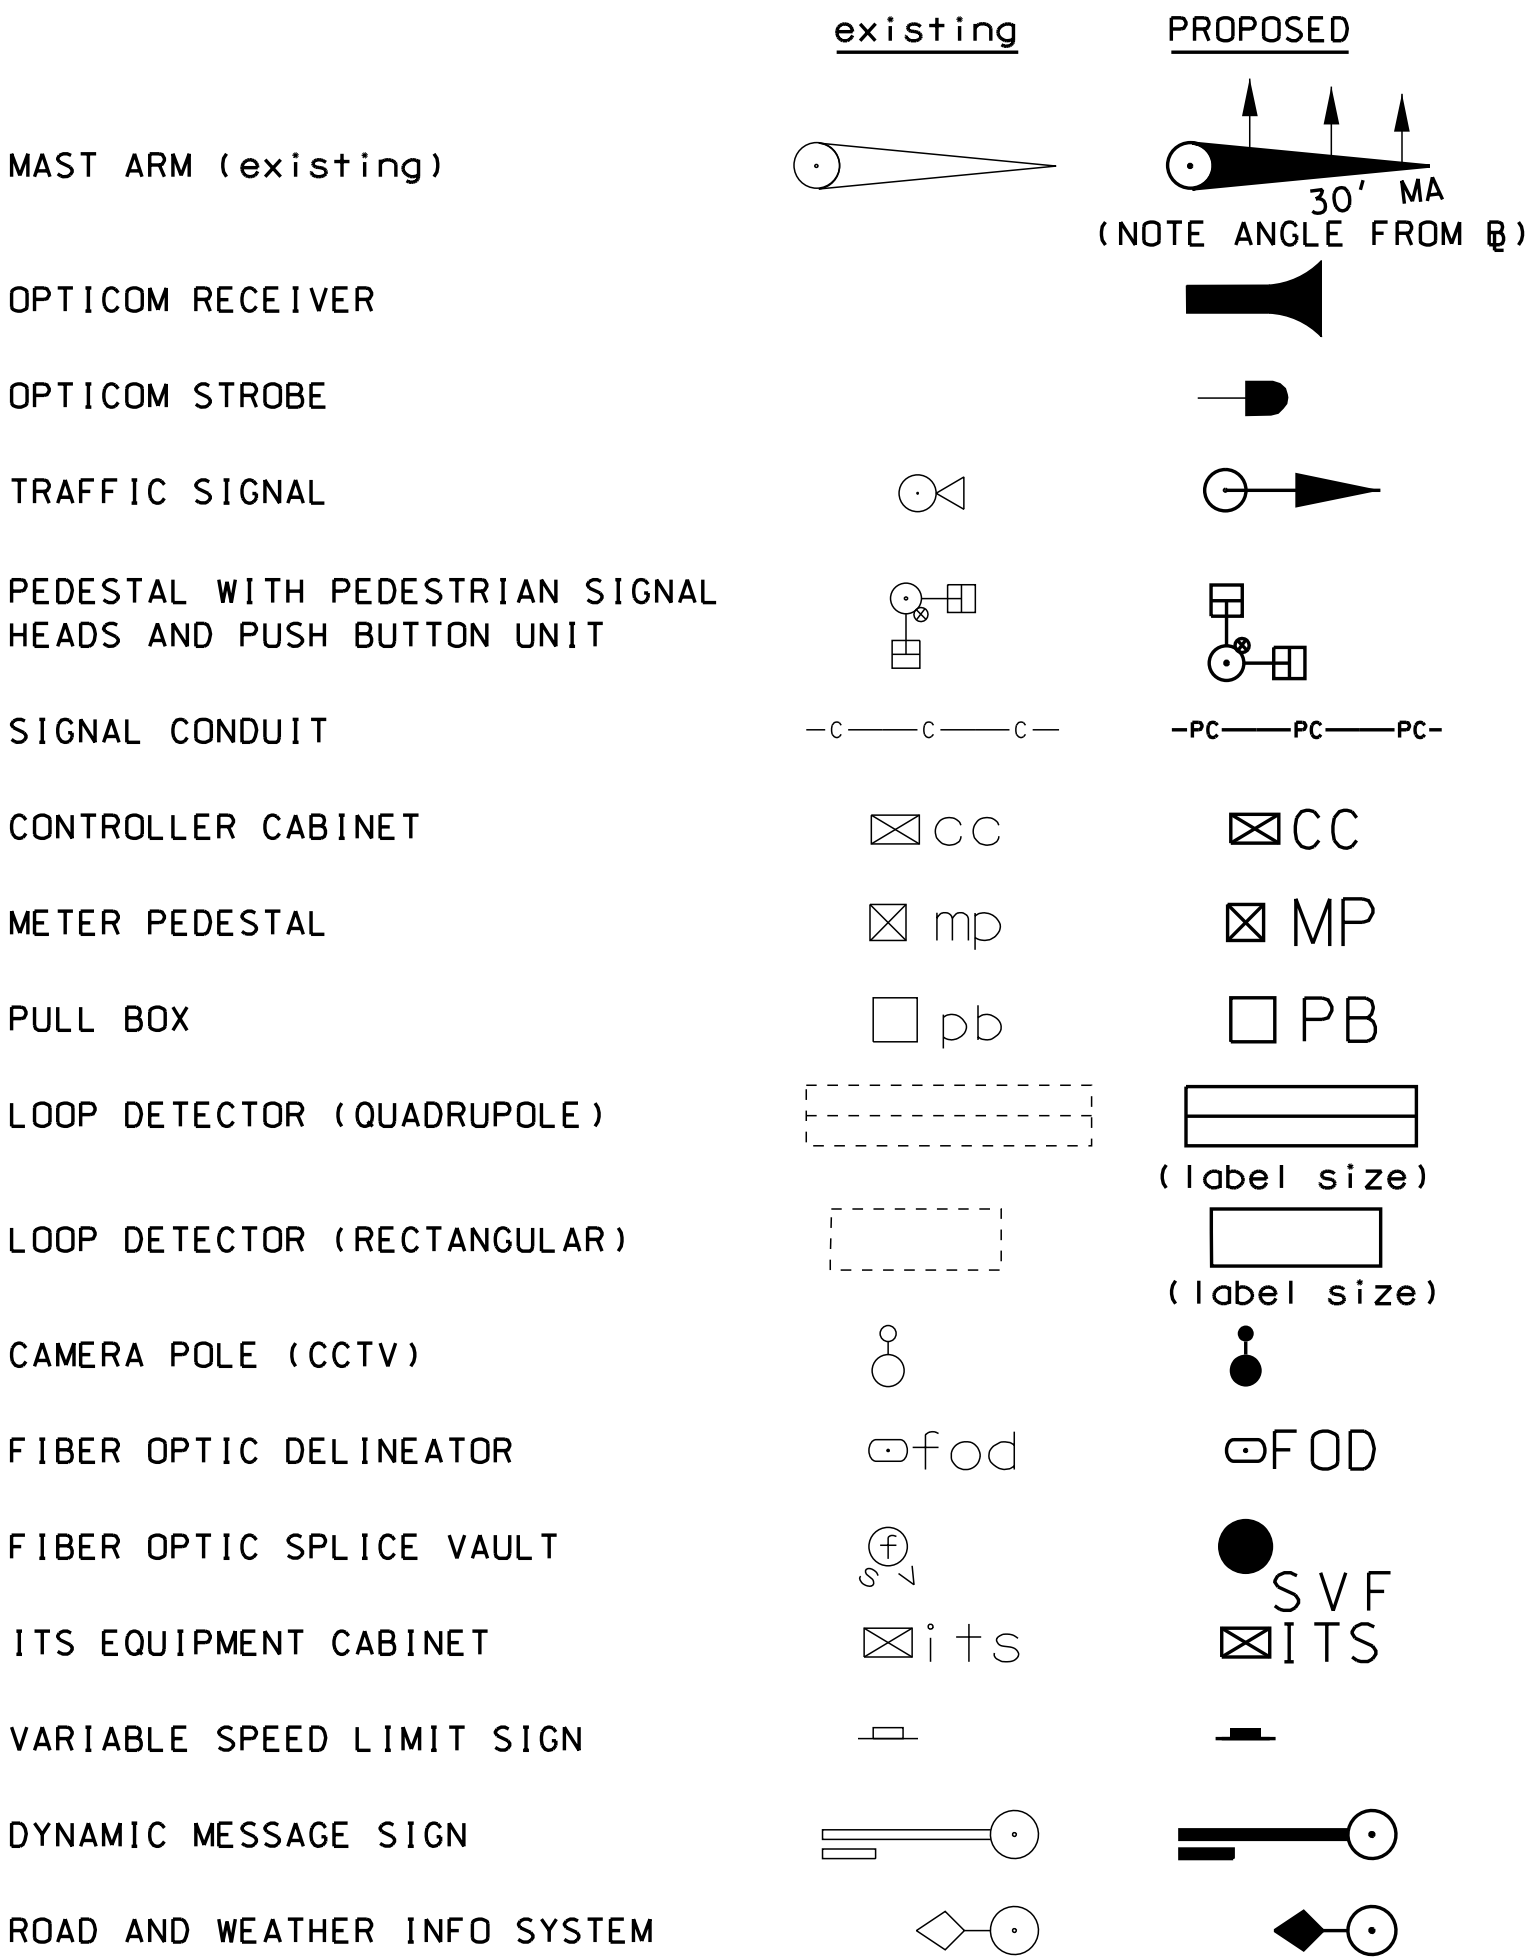 existing PROPOSED
MAST ARM (existing)
30' MA
(NOTE ANGLE FROM BL)
OPTICOM RECEIVER
OPTICOM STROBE
TRAFFIC SIGNAL
PEDESTAL WITH PEDESTRIAN SIGNAL
HEADS AND PUSH BUTTON UNIT
SIGNAL CONDUIT C C C PC PC PC
CONTROLLER CABINET cc CC
METER PEDESTAL mp MP
PULL BOX pb PB
LOOP DETECTOR (QUADRUPOLE)
(label size)
LOOP DETECTOR (RECTANGULAR)
(label size)
CAMERA POLE (CCTV)
FIBER OPTIC DELINEATOR fod FOD
FIBER OPTIC SPLICE VAULT f
sv SVF
ITS EQUIPMENT CABINET its ITS
VARIABLE SPEED LIMIT SIGN
DYNAMIC MESSAGE SIGN
ROAD AND WEATHER INFO SYSTEM